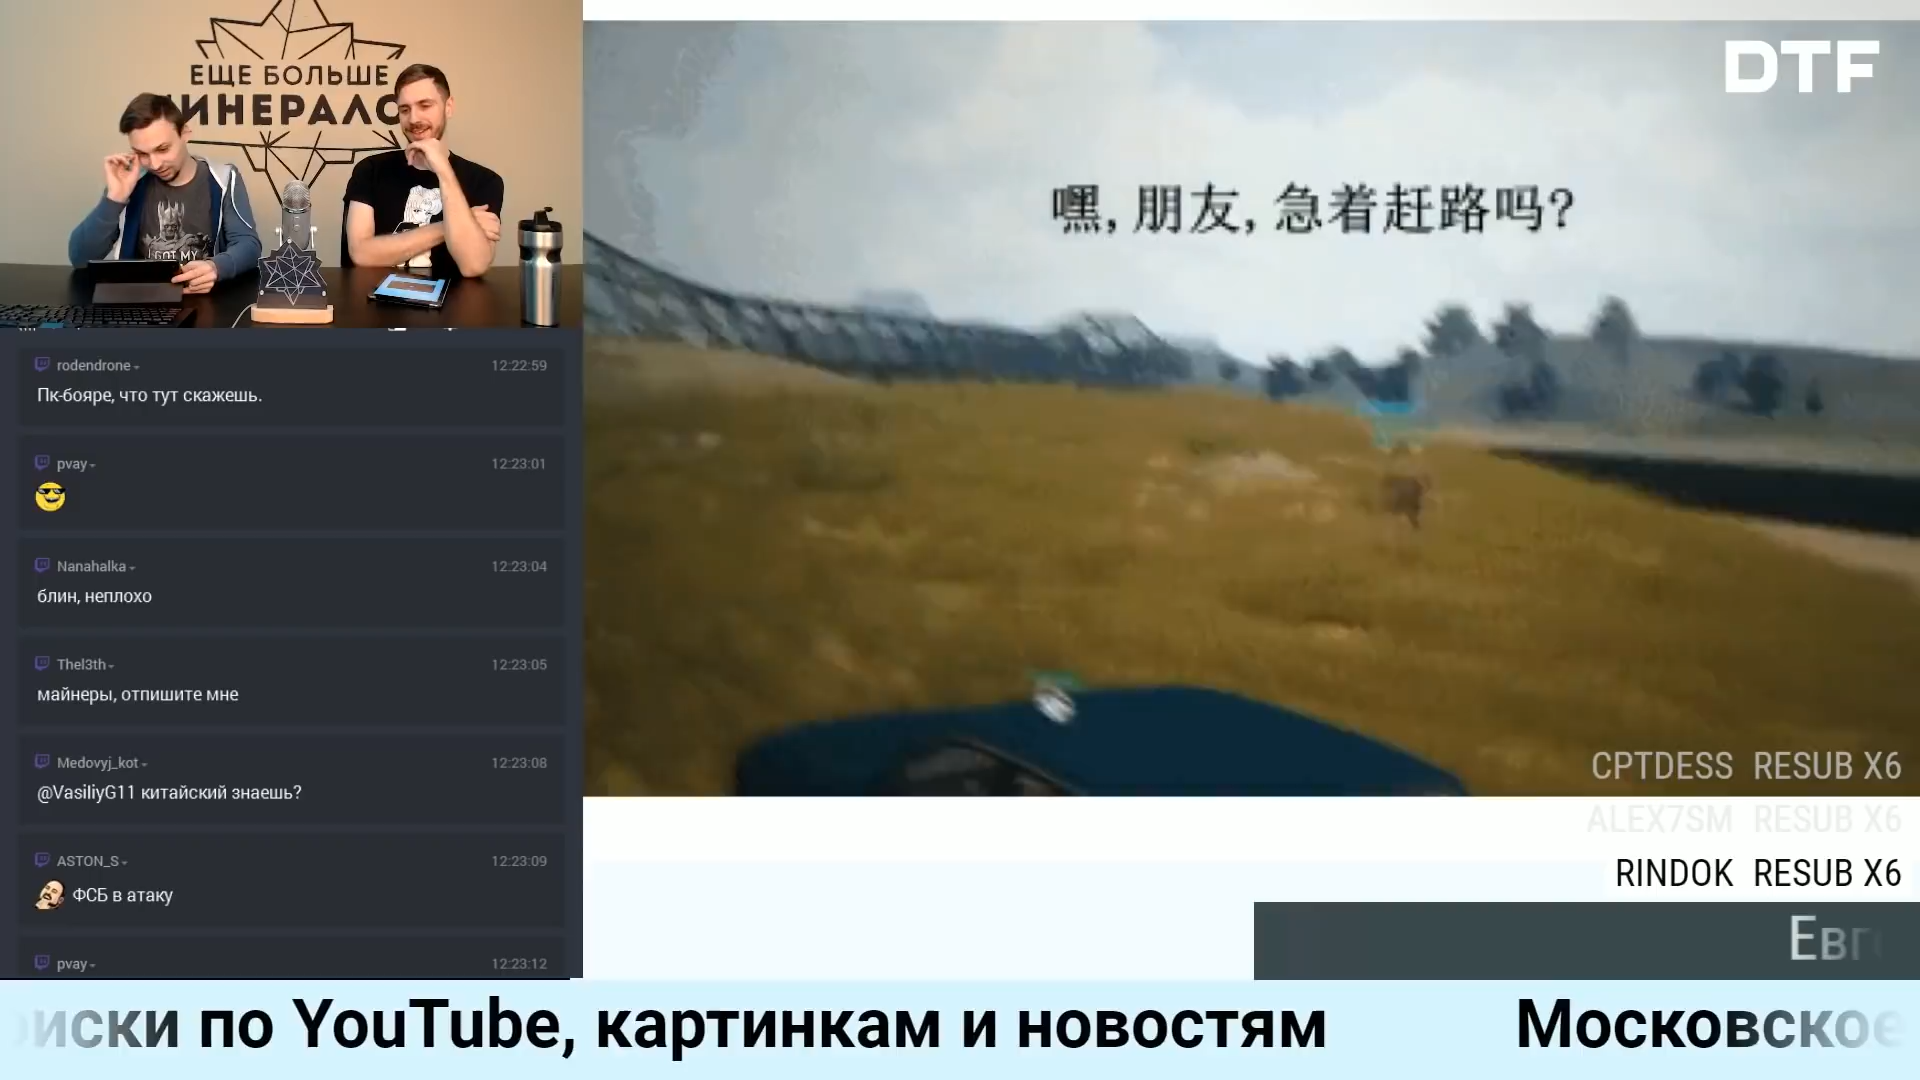 ЕЩЕ БОЛЬШЕ
I GOT MY
DTF
嘿,朋友,急着赶路吗?
rodendrone
12:22:59
Пк-бояре, что тут скажешь.
pvay
12:23:01
Nanahalka
12:23:04
блин, неплохо
Thel3th
12:23:05
майнеры, отпишите мне
Medovyj_kot
12:23:08
@VasiliyG11 китайский знаешь?
ASTON_S
12:23:09
ФСБ в атаку
pvay
12:23:12
CPTDESS RESUB X6
ALEX7SM RESUB X6
RINDOK RESUB X6
Евг
иски по YouTube, картинкам и новостям
Московское